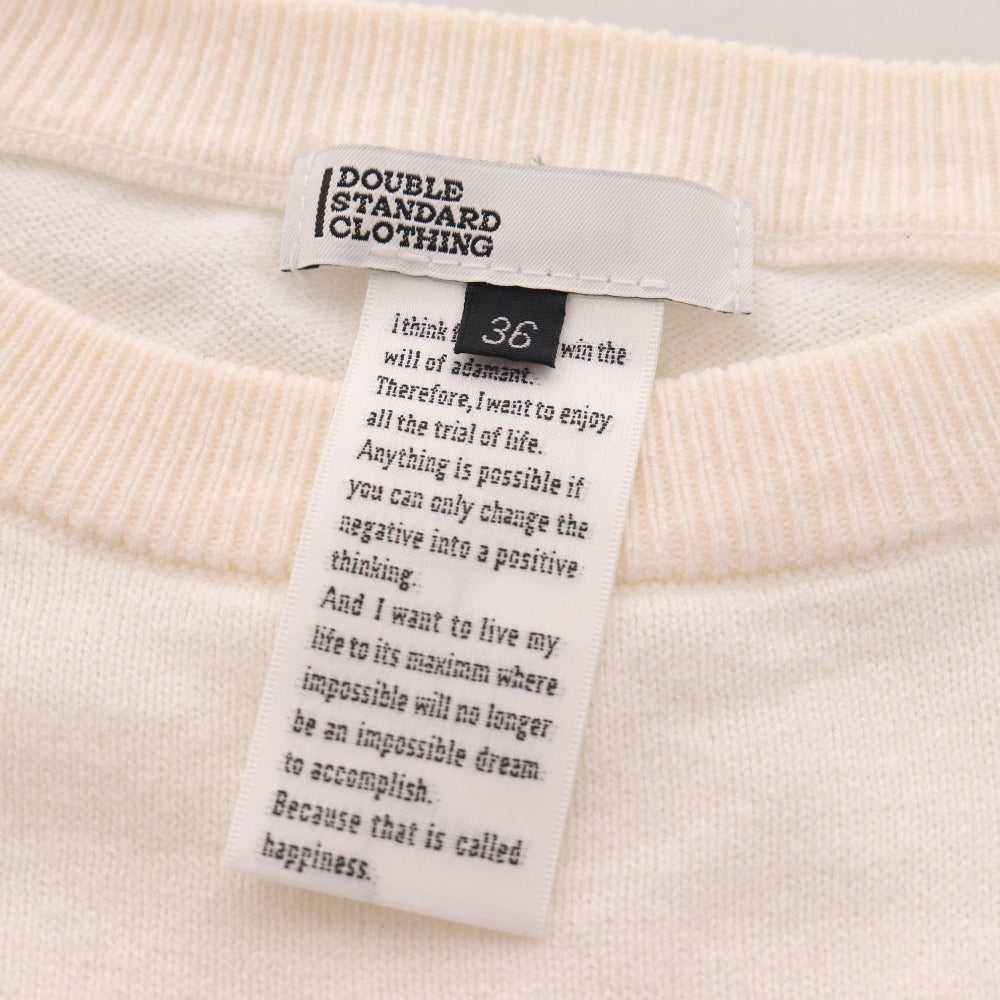 DOUBLE
STANDARD
CLOTHING
36
I think win the
will of adamant.
Therefore, I want to enjoy
all the trial of life.
Anything is possible if
you can only change the
negative into a positive
thinking.
And I want to live my
life to its maximm where
impossible will no longer
be an impossible dream
to accomplish.
Because that is called
happiness.